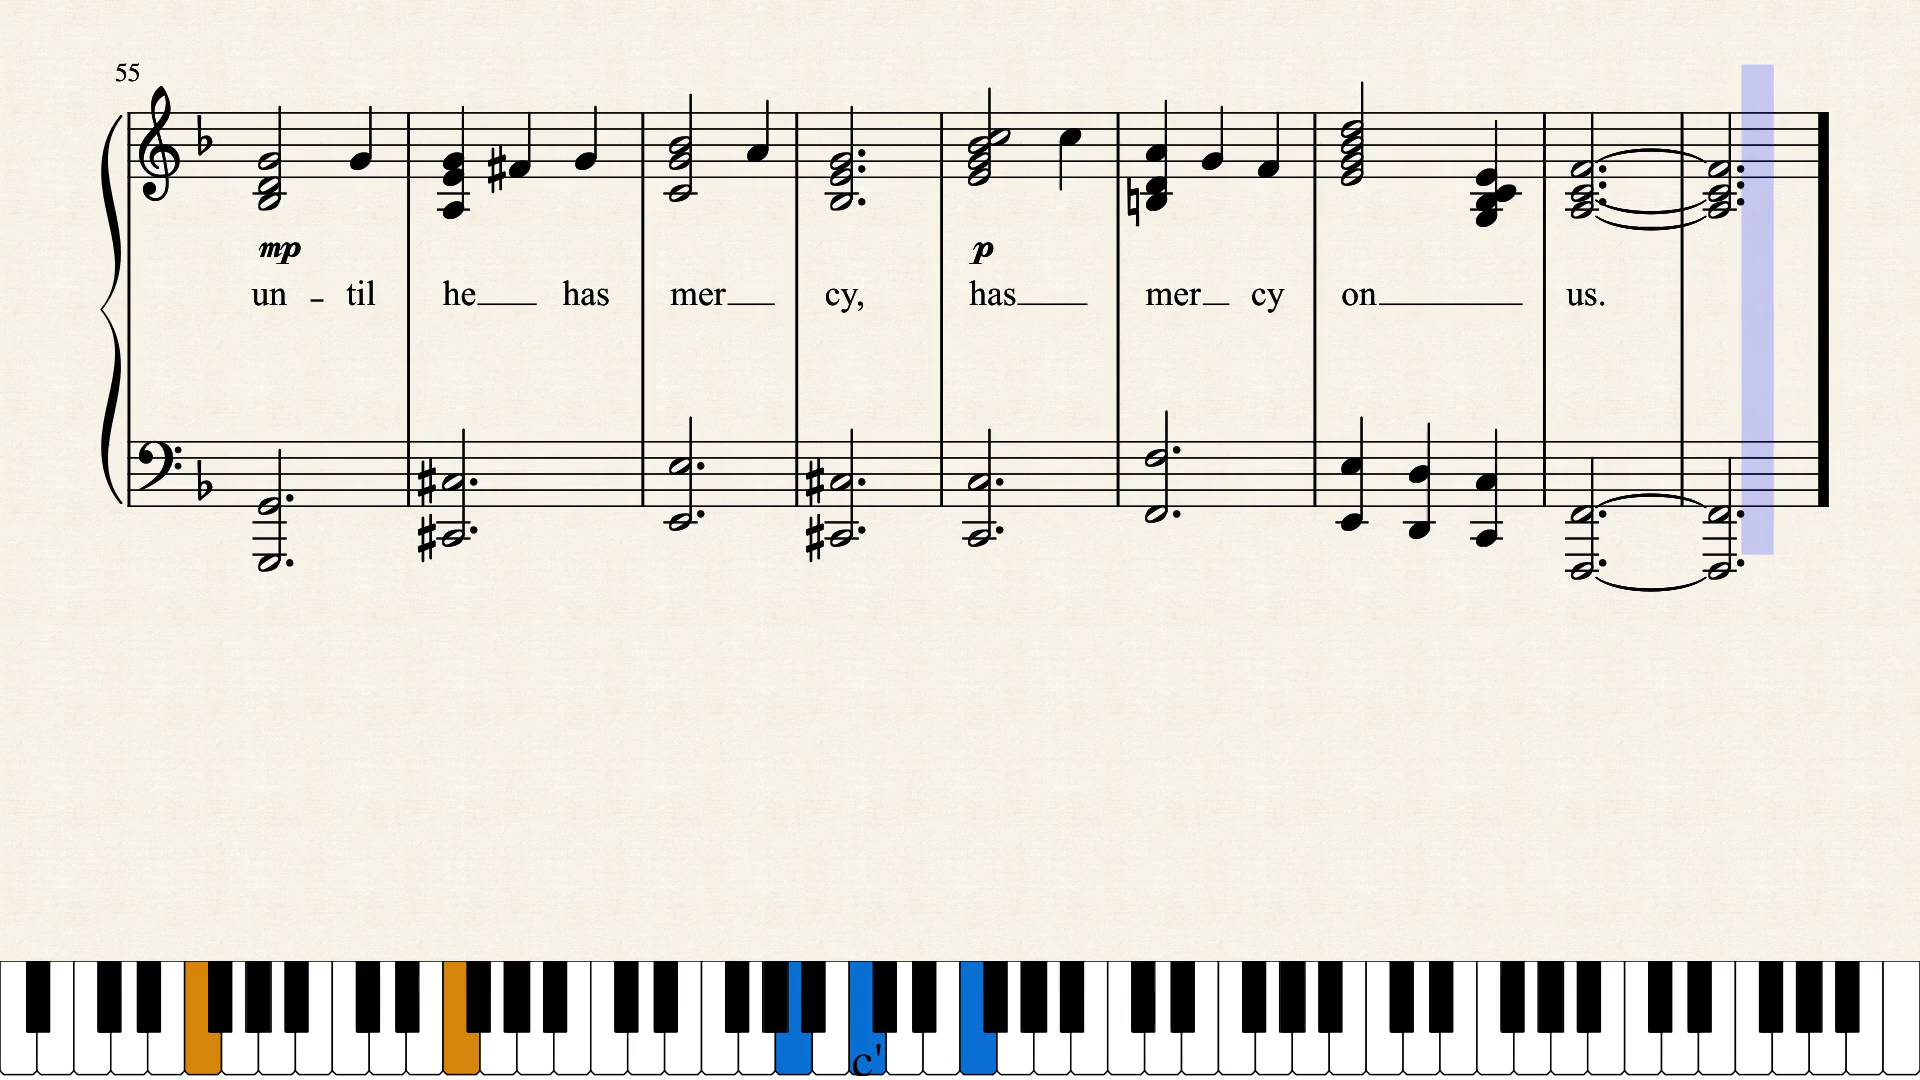 55
mp p
un - til he has mer cy, has mer cy on us.
c'